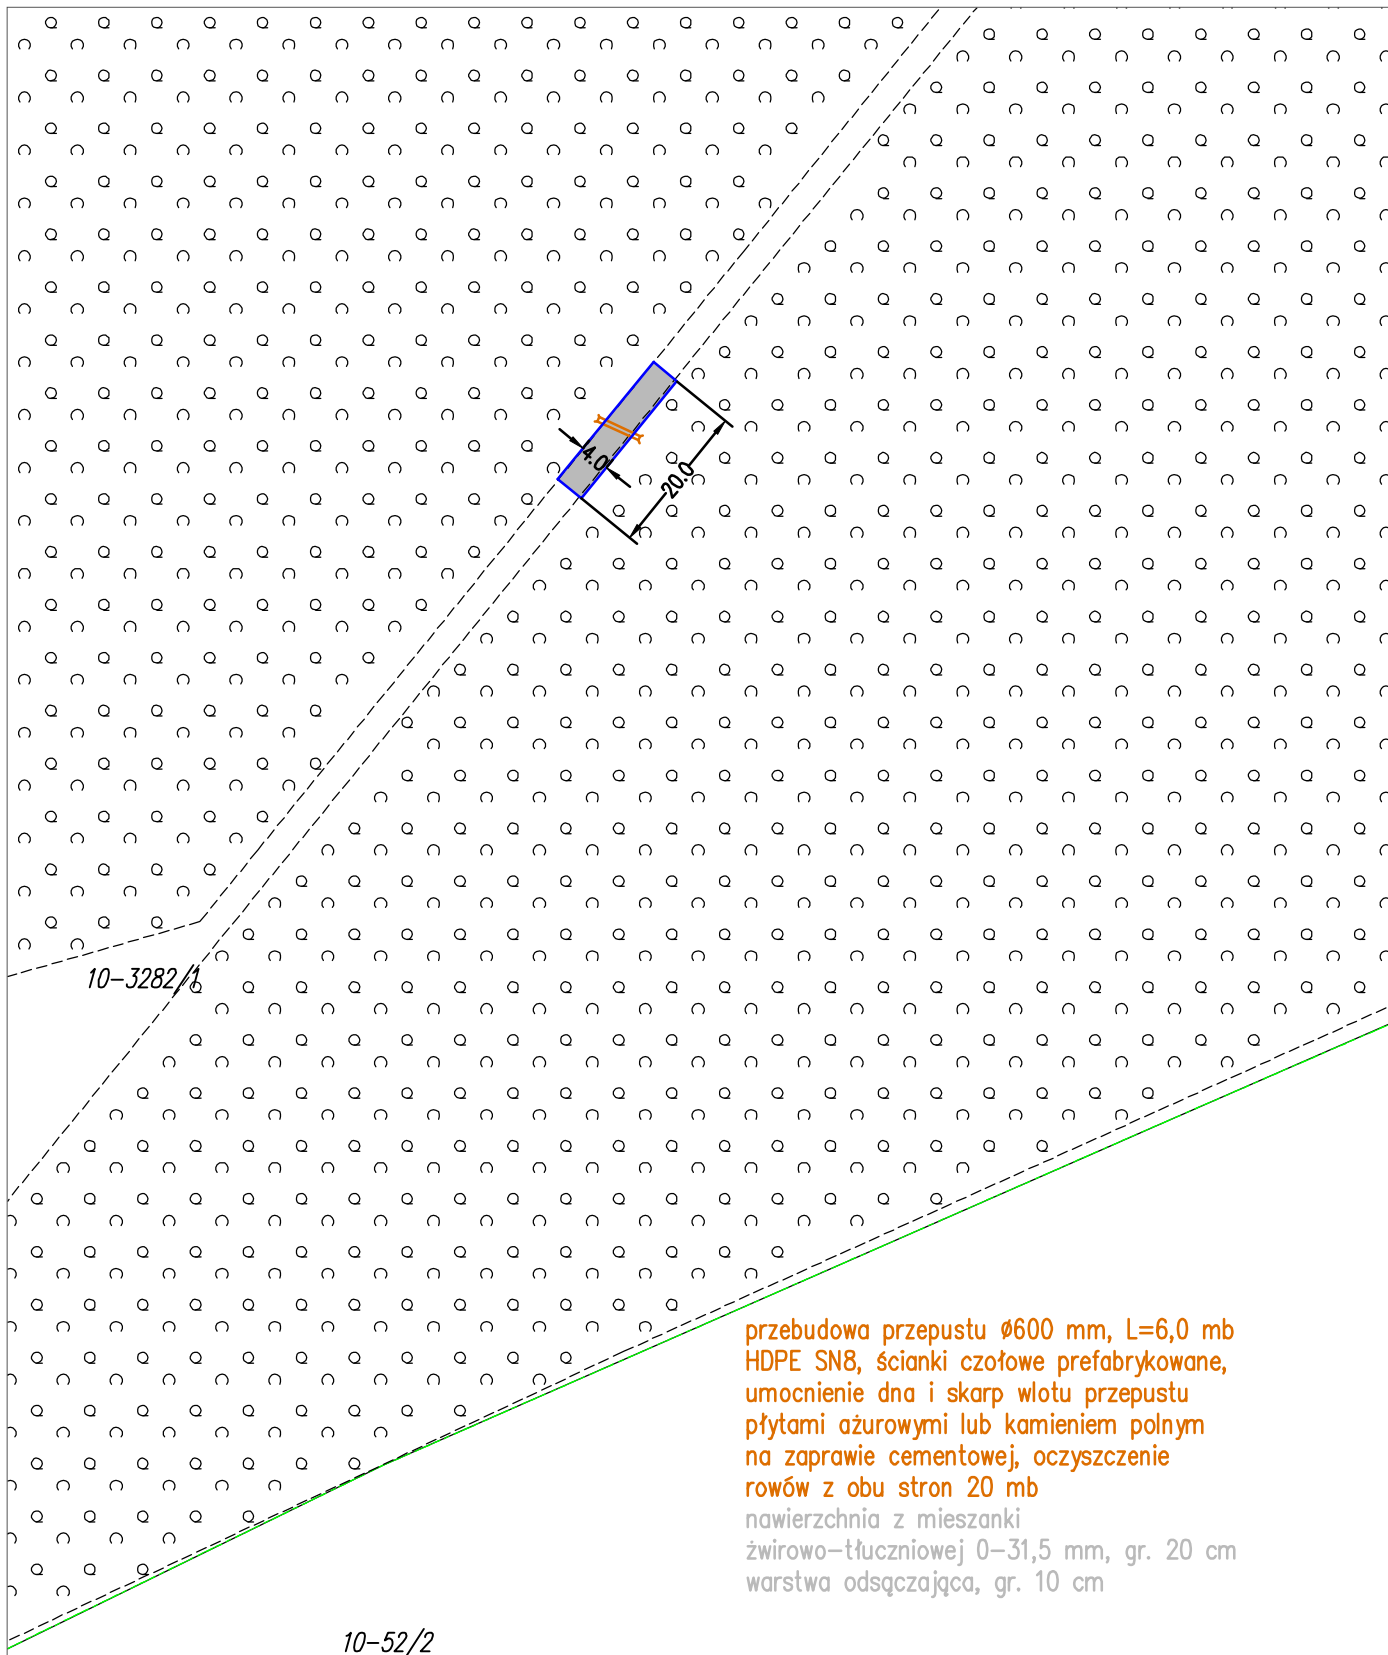 4.0
20.0
10-3282/1
przebudowa przepustu Ø600 mm, L=6,0 mb
HDPE SN8, ścianki czołowe prefabrykowane,
umocnienie dna i skarp wlotu przepustu
płytami ażurowymi lub kamieniem polnym
na zaprawie cementowej, oczyszczenie
rowów z obu stron 20 mb
nawierzchnia z mieszanki
żwirowo-tłuczniowej 0-31,5 mm, gr. 20 cm
warstwa odsączająca, gr. 10 cm
10-52/2